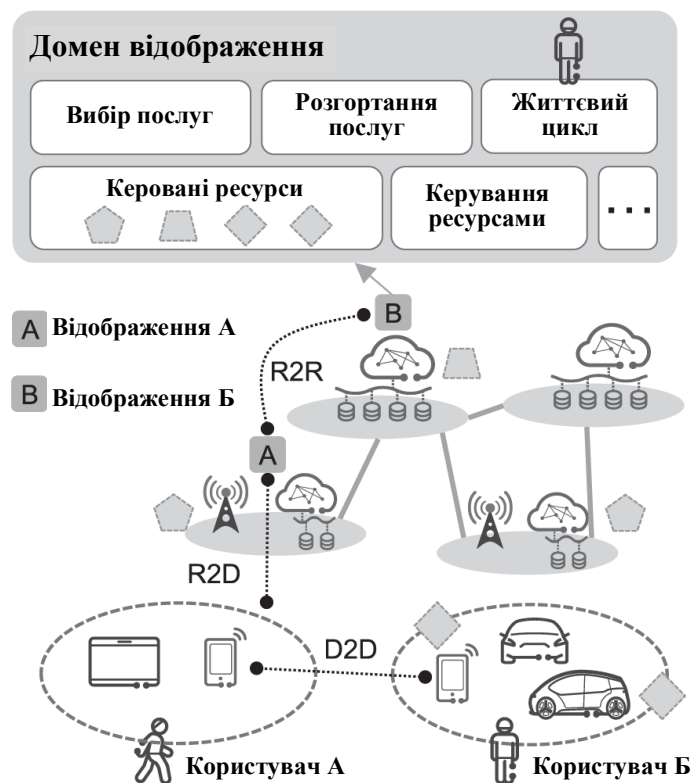 Домен відображення
Вибір послуг
Розгортання
послуг
Життєвий
цикл
Керовані ресурси
Керування
ресурсами
...
B
A Відображення А
R2R
B Відображення Б
A
R2D
D2D
Користувач А
Користувач Б